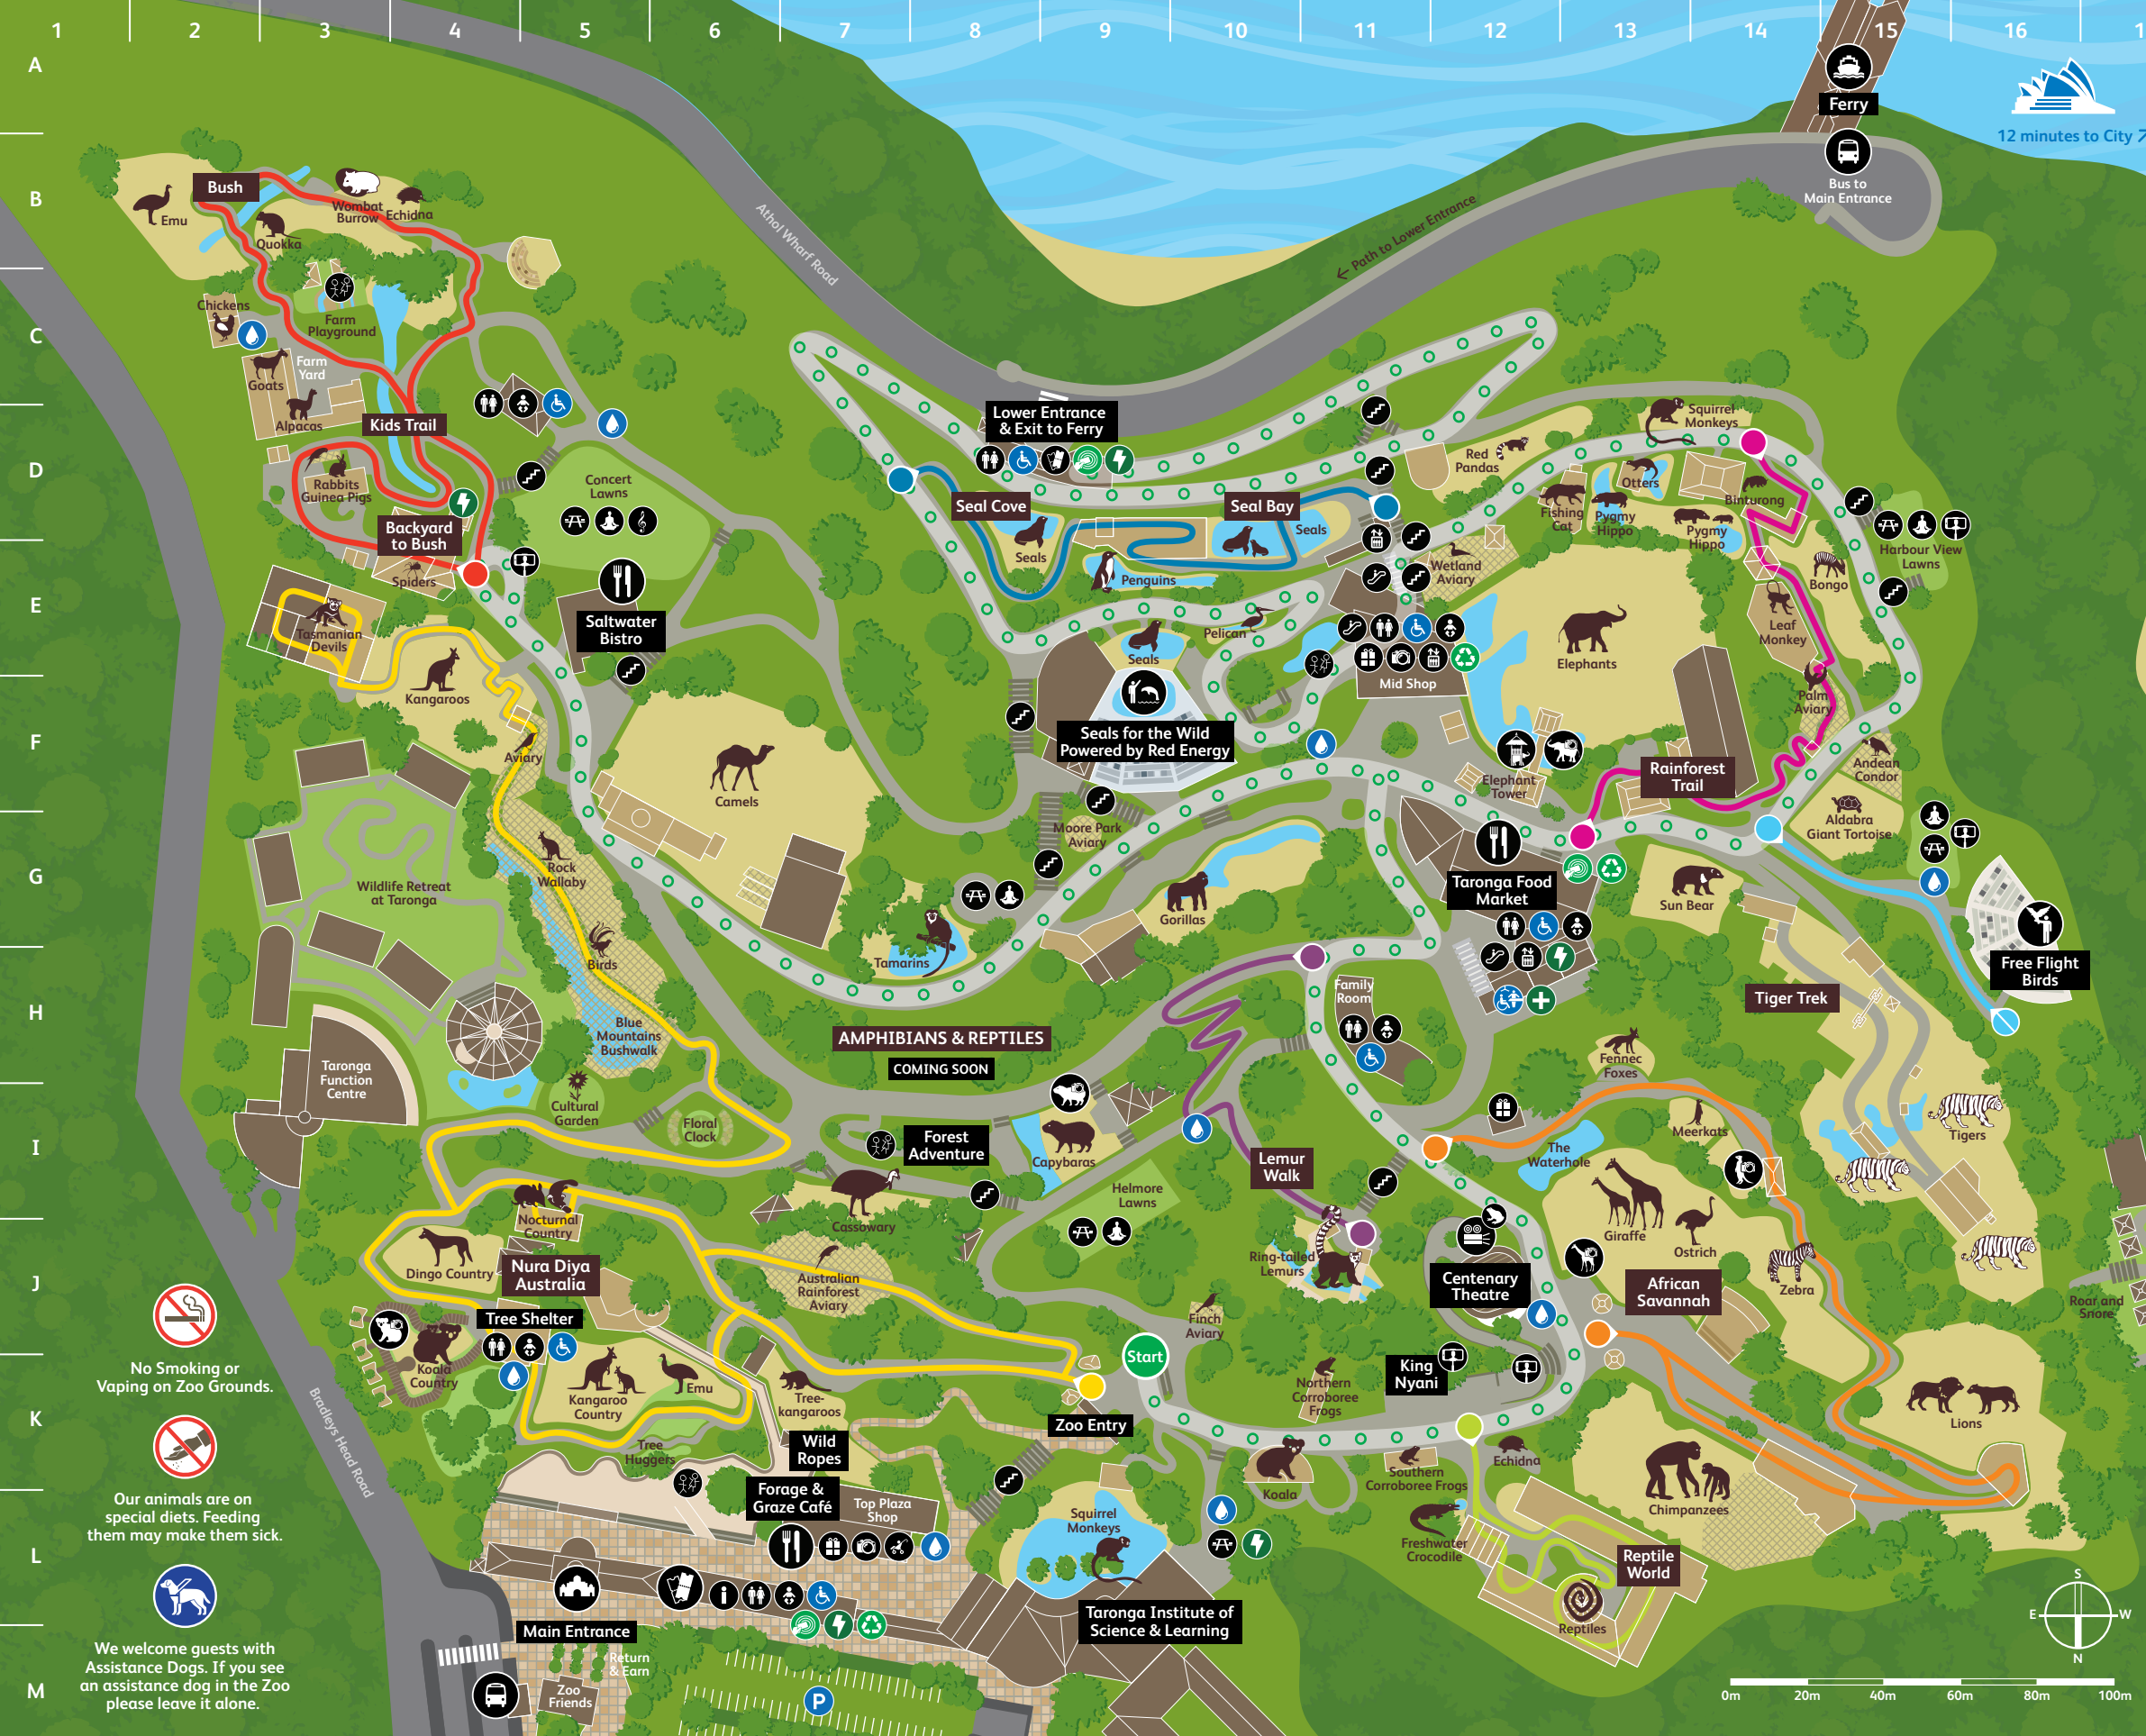 1 2 3 4 5 6 7 8 9 10 11 12 13 14 15 16 1
A
B
C
D
E
F
G
H
I
J
K
L
M
Ferry
12 minutes to City
Bus to
Main Entrance
Athol Wharf Road
← Path to Lower Entrance
Bush
Emu
Wombat
Burrow
Echidna
Quokka
Chickens
Farm
Playground
Farm
Yard
Goats
Alpacas
Kids Trail
Rabbits
Guinea Pigs
Backyard
to Bush
Spiders
Concert
Lawns
Saltwater
Bistro
Lower Entrance
& Exit to Ferry
Seal Cove
Seals
Seal Bay
Seals
Penguins
Pelican
Seals
Seals for the Wild
Powered by Red Energy
Wetland
Aviary
Mid Shop
Red
Pandas
Squirrel
Monkeys
Otters
Fishing
Cat
Pygmy
Hippo
Binturong
Pygmy
Hippo
Bongo
Leaf
Monkey
Harbour View
Lawns
Elephants
Palm
Aviary
Elephant
Tower
Rainforest
Trail
Andean
Condor
Aldabra
Giant Tortoise
Tasmanian
Devils
Kangaroos
Aviary
Camels
Rock
Wallaby
Wildlife Retreat
at Taronga
Birds
Blue
Mountains
Bushwalk
Moore Park
Aviary
Tamarins
Gorillas
Taronga Food
Market
Sun Bear
Free Flight
Birds
Tiger Trek
Family
Room
AMPHIBIANS & REPTILES
COMING SOON
Fennec
Foxes
Taronga
Function
Centre
Cultural
Garden
Floral
Clock
Forest
Adventure
Capybaras
Cassowary
Helmore
Lawns
Lemur
Walk
Ring-tailed
Lemurs
The
Waterhole
Meerkats
Giraffe
Ostrich
Zebra
Tigers
African
Savannah
Roar and
Snore
Nocturnal
Country
Dingo Country
Nura Diya
Australia
Tree Shelter
Koala
Country
Kangaroo
Country
Emu
Tree
Huggers
Australian
Rainforest
Aviary
Tree-
kangaroos
Finch
Aviary
Start
Zoo Entry
Centenary
Theatre
King
Nyani
Northern
Corroboree
Frogs
Southern
Corroboree Frogs
Koala
Echidna
Chimpanzees
Lions
Freshwater
Crocodile
Reptile
World
Reptiles
Wild
Ropes
Forage &
Graze Café
Top Plaza
Shop
Squirrel
Monkeys
Taronga Institute of
Science & Learning
Main Entrance
Return
& Earn
Zoo
Friends
P
Bradleys Head Road
No Smoking or
Vaping on Zoo Grounds.
Our animals are on
special diets. Feeding
them may make them sick.
We welcome guests with
Assistance Dogs. If you see
an assistance dog in the Zoo
please leave it alone.
S
E W
N
0m 20m 40m 60m 80m 100m